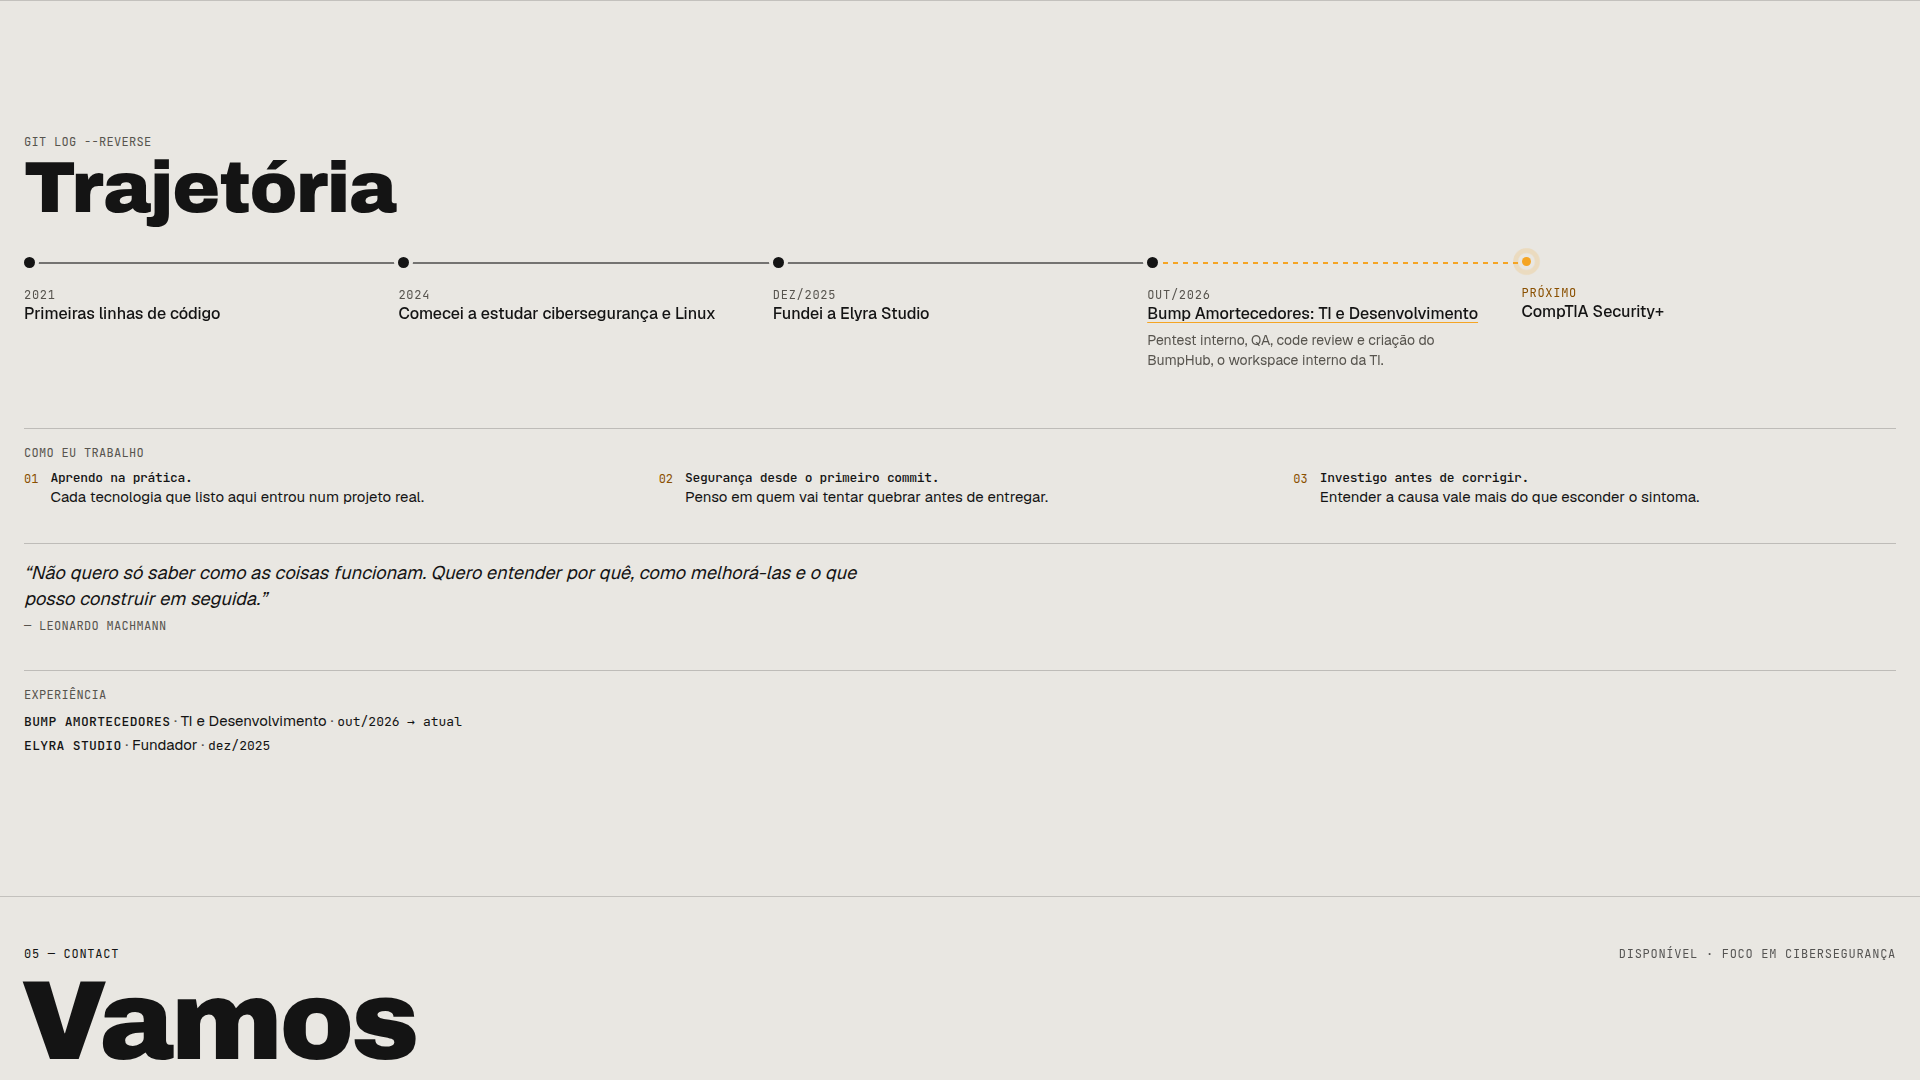 GIT LOG --REVERSE
Trajetória
2021
Primeiras linhas de código
2024
Comecei a estudar cibersegurança e Linux
DEZ/2025
Fundei a Elyra Studio
OUT/2026
Bump Amortecedores: TI e Desenvolvimento
Pentest interno, QA, code review e criação do
BumpHub, o workspace interno da TI.
PRÓXIMO
CompTIA Security+
COMO EU TRABALHO
01 Aprendo na prática.
Cada tecnologia que listo aqui entrou num projeto real.
02 Segurança desde o primeiro commit.
Penso em quem vai tentar quebrar antes de entregar.
03 Investigo antes de corrigir.
Entender a causa vale mais do que esconder o sintoma.
“Não quero só saber como as coisas funcionam. Quero entender por quê, como melhorá-las e o que
posso construir em seguida.”
— LEONARDO MACHMANN
EXPERIÊNCIA
BUMP AMORTECEDORES · TI e Desenvolvimento · out/2026 → atual
ELYRA STUDIO · Fundador · dez/2025
05 — CONTACT
DISPONÍVEL · FOCO EM CIBERSEGURANÇA
Vamos